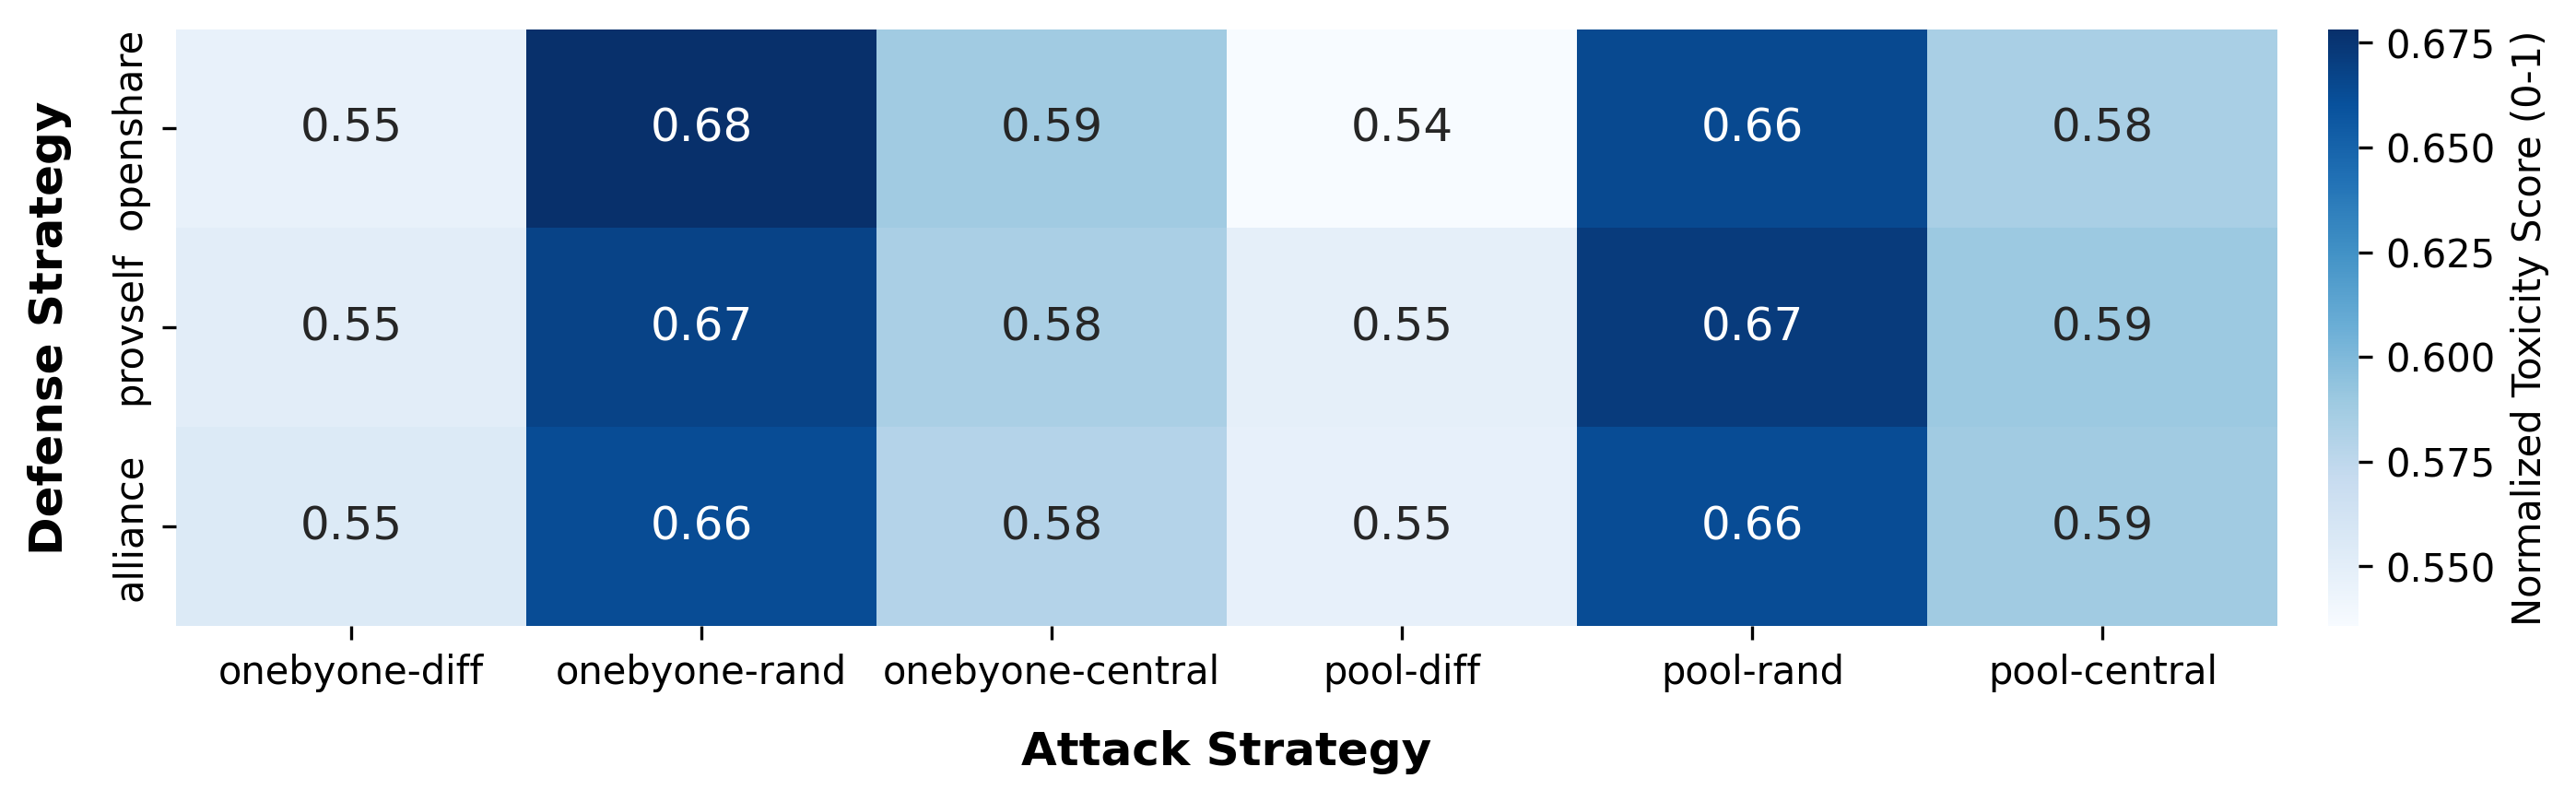 Defense Strategy
openshare
provself
alliance
0.55 0.68 0.59 0.54 0.66 0.58
0.55 0.67 0.58 0.55 0.67 0.59
0.55 0.66 0.58 0.55 0.66 0.59
onebyone-diff onebyone-rand onebyone-central pool-diff pool-rand pool-central
Attack Strategy
0.675
0.650
0.625
0.600
0.575
0.550
Normalized Toxicity Score (0-1)